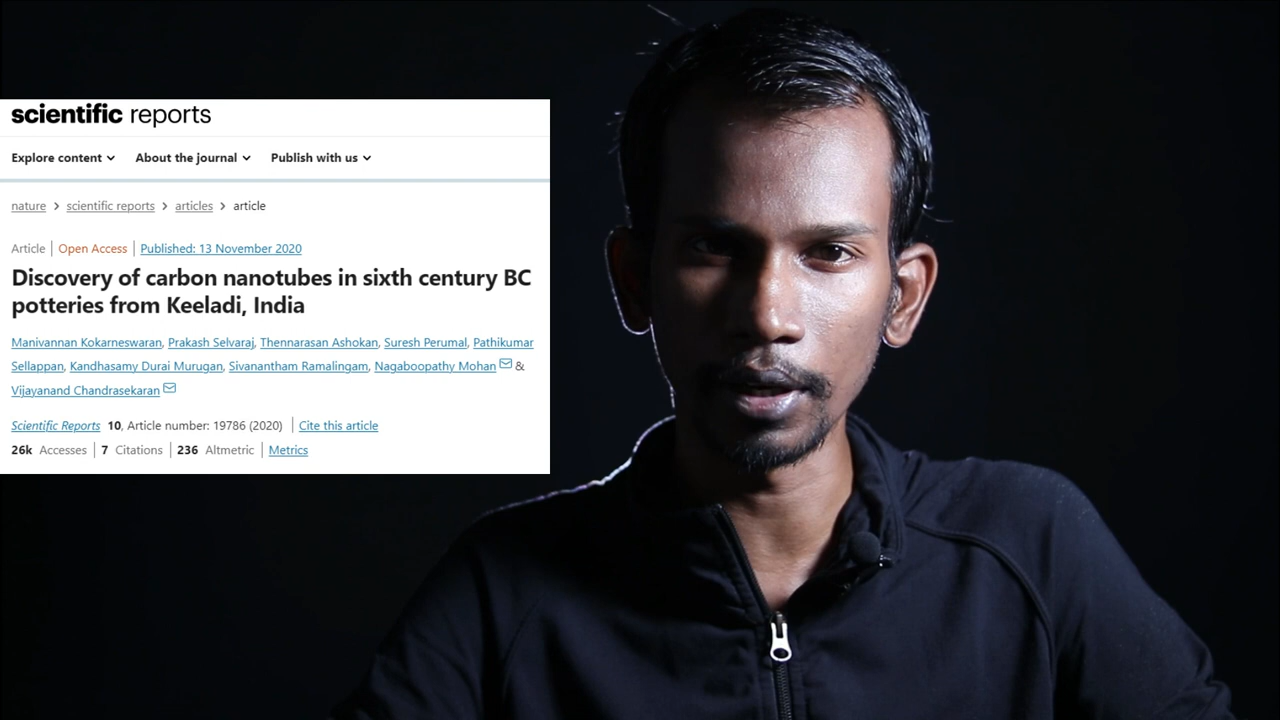 scientific reports
Explore content About the journal Publish with us
nature > scientific reports > articles > article
Article | Open Access | Published: 13 November 2020
Discovery of carbon nanotubes in sixth century BC
potteries from Keeladi, India
Manivannan Kokarneswaran, Prakash Selvaraj, Thennarasan Ashokan, Suresh Perumal, Pathikumar
Sellappan, Kandhasamy Durai Murugan, Sivanantham Ramalingam, Nagaboopathy Mohan &
Vijayanand Chandrasekaran
Scientific Reports 10, Article number: 19786 (2020) | Cite this article
26k Accesses | 7 Citations | 236 Altmetric | Metrics